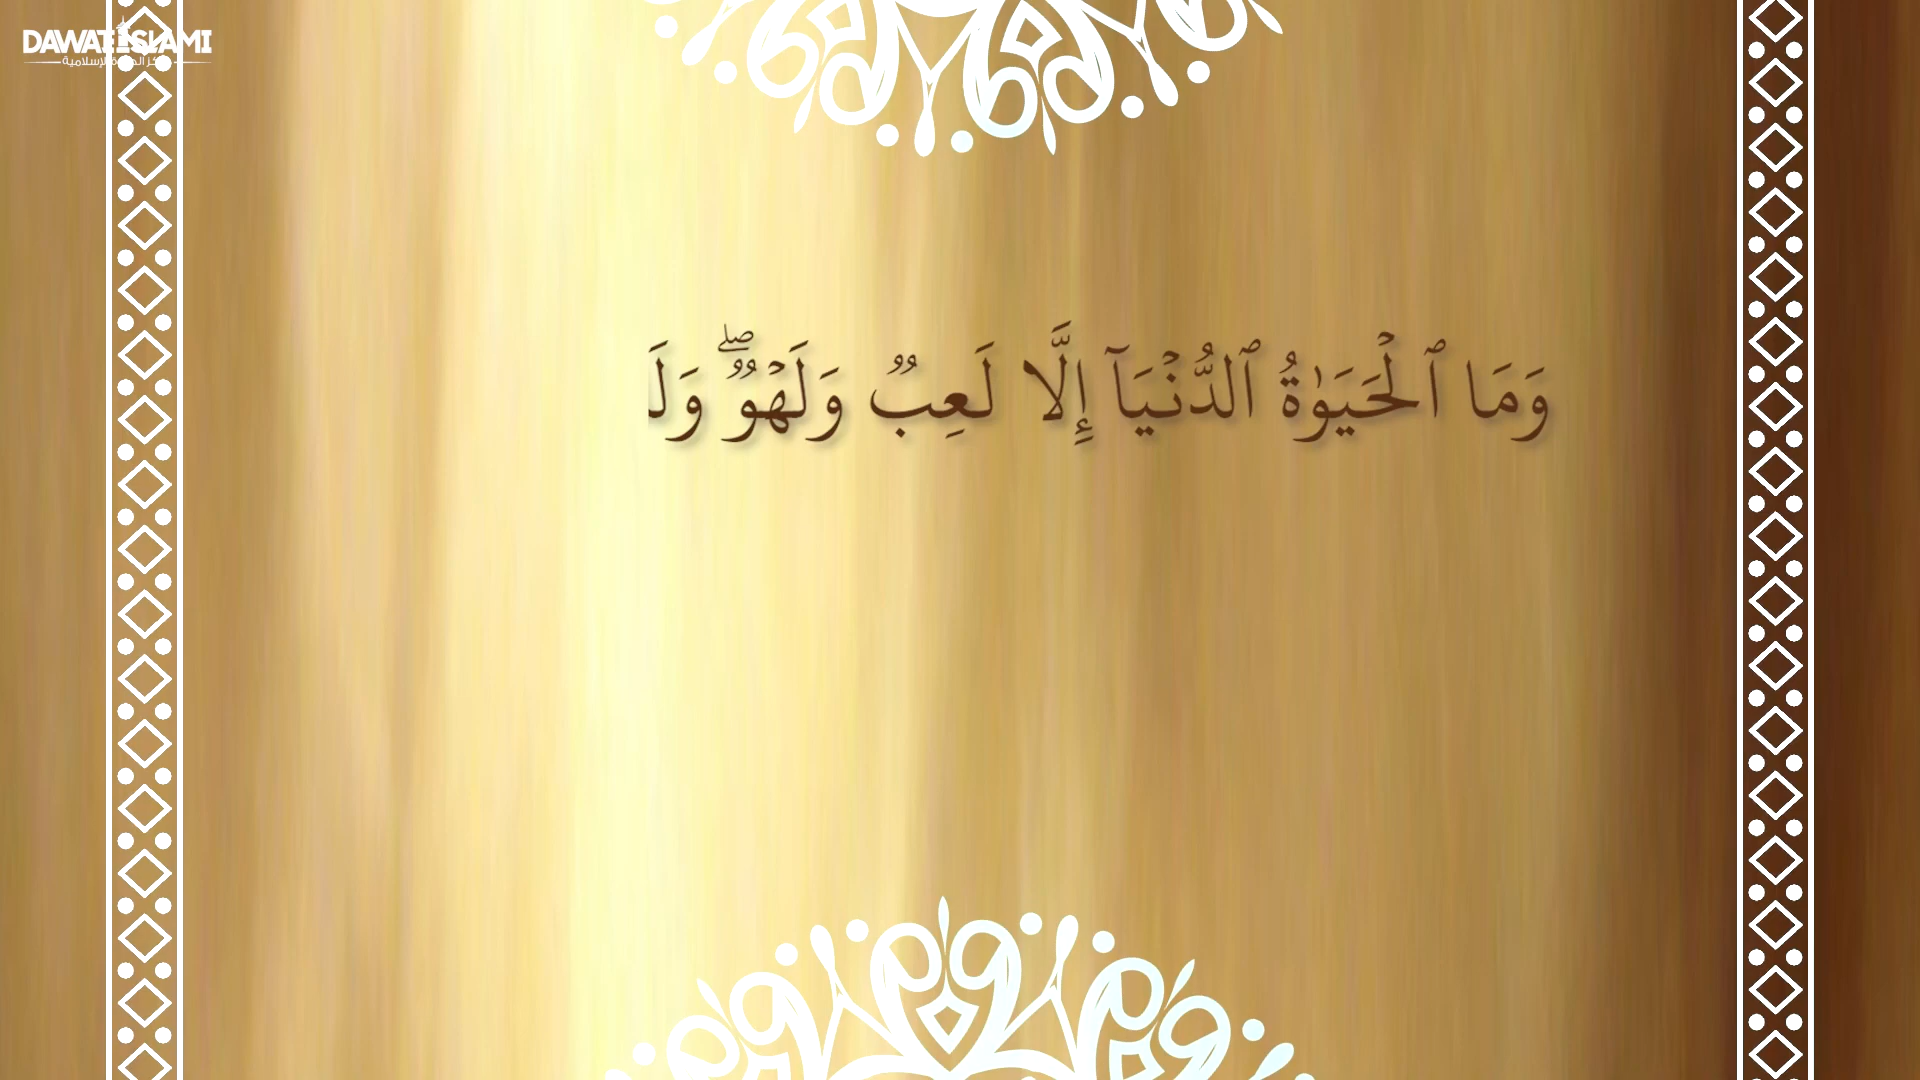 DAWATEISLAMI
وَمَا ٱلْحَيَوٰةُ ٱلدُّنْيَآ إِلَّا لَعِبٌ وَلَهْوٌ ۖ